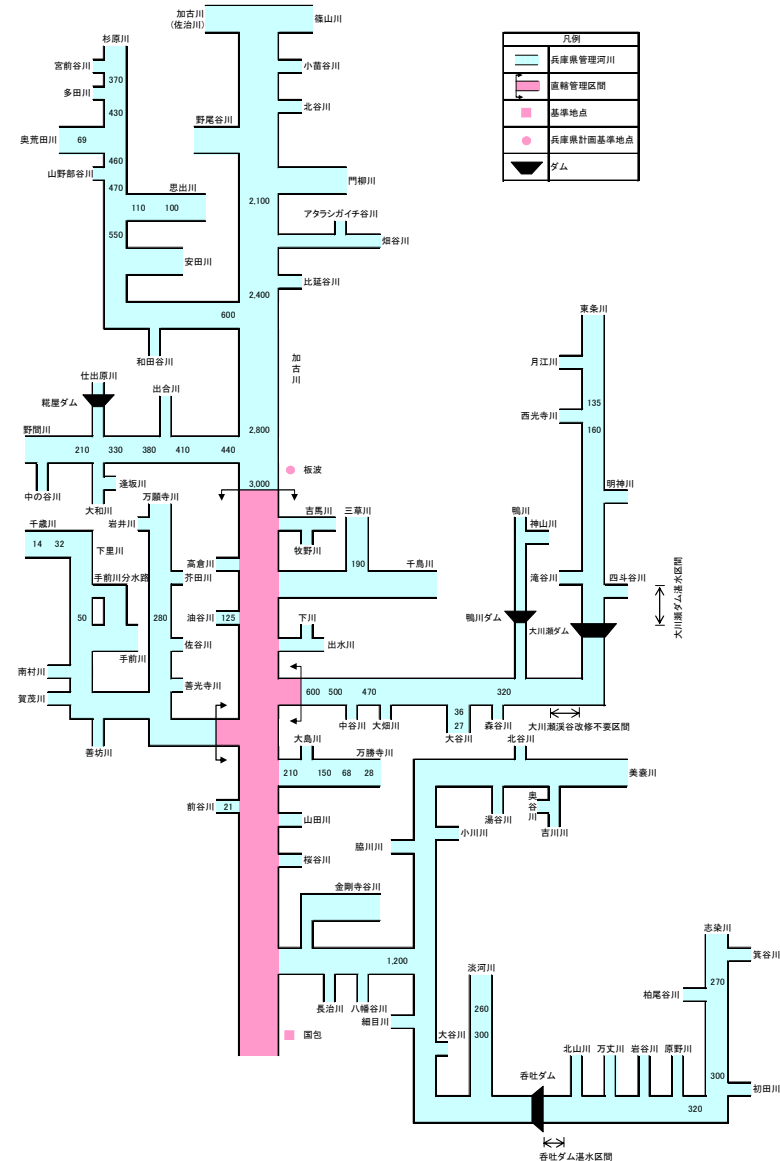 加古川
(佐治川)
篠山川
杉原川
宮前谷川
370
多田川
430
奥荒田川
69
460
山野部谷川
470
思出川
110
100
550
安田川
600
和田谷川
小苗谷川
北谷川
野尾谷川
門柳川
2,100
アタラシガイチ谷川
畑谷川
比延谷川
2,400
加古川
2,800
3,000
板波
凡例
兵庫県管理河川
直轄管理区間
基準地点
兵庫県計画基準地点
ダム
仕出原川
糀屋ダム
出合川
野間川
210
330
380
410
440
中の谷川
大和川
逢坂川
万願寺川
岩井川
千歳川
14
32
下里川
手前川分水路
50
手前川
280
芥田川
佐谷川
善光寺川
南村川
賀茂川
善坊川
高倉川
油谷川
125
吉馬川
牧野川
三草川
190
千鳥川
下川
出水川
東条川
月江川
135
西光寺川
160
明神川
鴨川
神山川
滝谷川
四斗谷川
鴨川ダム
大川瀬ダム
大川瀬ダム湛水区間
600
500
470
320
中谷川
大畑川
36
27
大谷川
森谷川
大川瀬渓谷改修不要区間
大島川
万勝寺川
210
150
68
28
前谷川
21
山田川
桜谷川
北谷川
美嚢川
湯谷川
奥谷川
吉川川
小川川
脇川川
金剛寺谷川
1,200
長治川
八幡谷川
細目川
国包
大谷川
淡河川
260
300
呑吐ダム
北山川
万丈川
岩谷川
原野川
志染川
箕谷川
270
柏尾谷川
300
初田川
320
呑吐ダム湛水区間